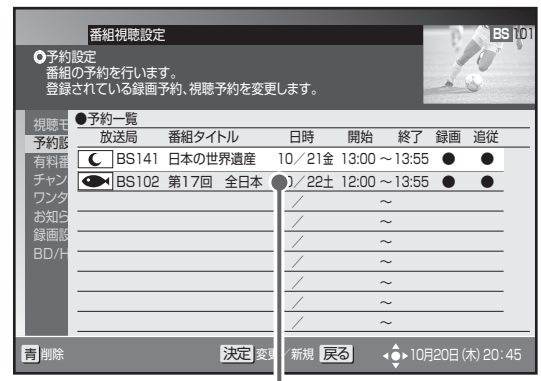 番組視聴設定
BS 101
予約設定
番組の予約を行います。
登録されている録画予約、視聴予約を変更します。
視聴モ
予約設
有料番
チャン
ワンタ
お知ら
録画設
BD/H
●予約一覧
放送局 番組タイトル 日時 開始 終了 録画 追従
BS141 日本の世界遺産 10/21金 13:00～13:55 ● ●
BS102 第17回 全日本 0/22土 12:00～13:55 ● ●
/ ～
/ ～
/ ～
/ ～
/ ～
/ ～
/ ～
青 削除 決定 変更/新規 戻る 10月20日(木) 20:45